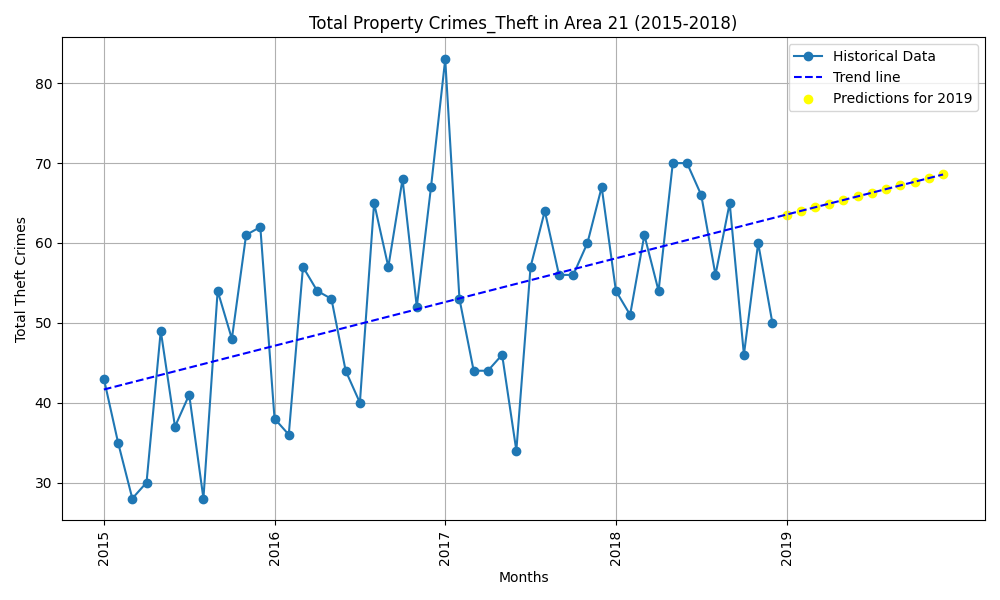 Total Property Crimes_Theft in Area 21 (2015-2018)
Historical Data
Trend line
Predictions for 2019
Total Theft Crimes
80
70
60
50
40
30
2015
2016
2017
2018
2019
Months